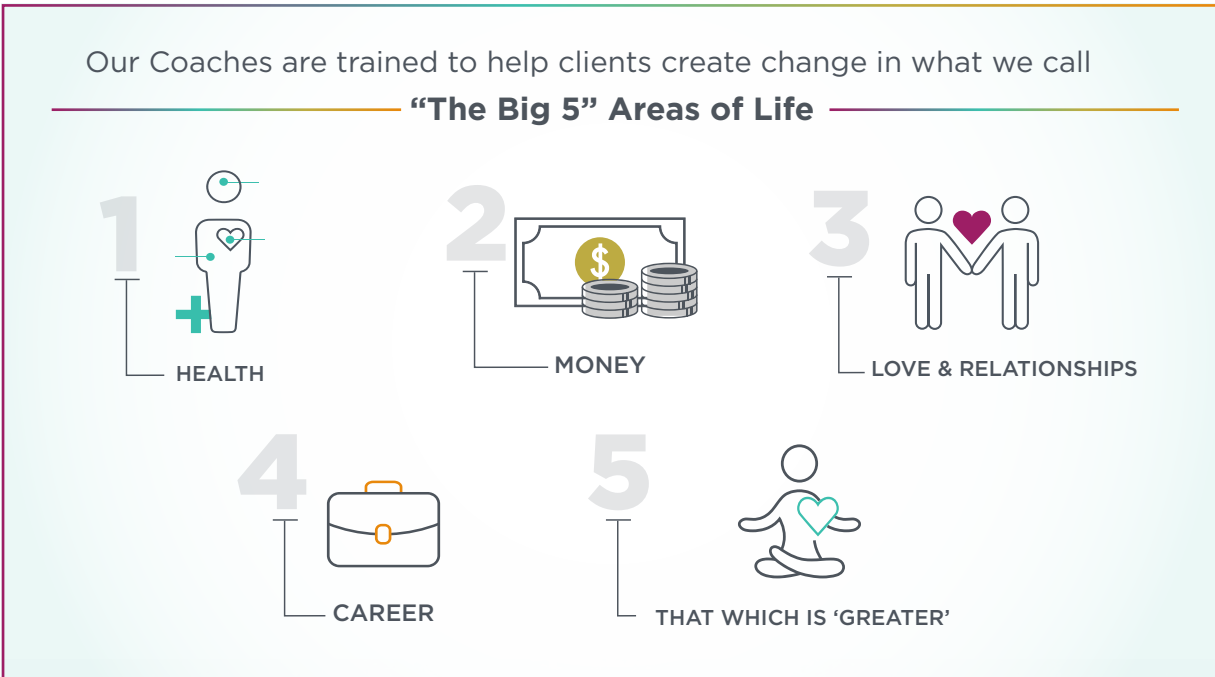 Our Coaches are trained to help clients create change in what we call
“The Big 5” Areas of Life
1
HEALTH
2
$
MONEY
3
LOVE & RELATIONSHIPS
4
CAREER
5
THAT WHICH IS ‘GREATER’